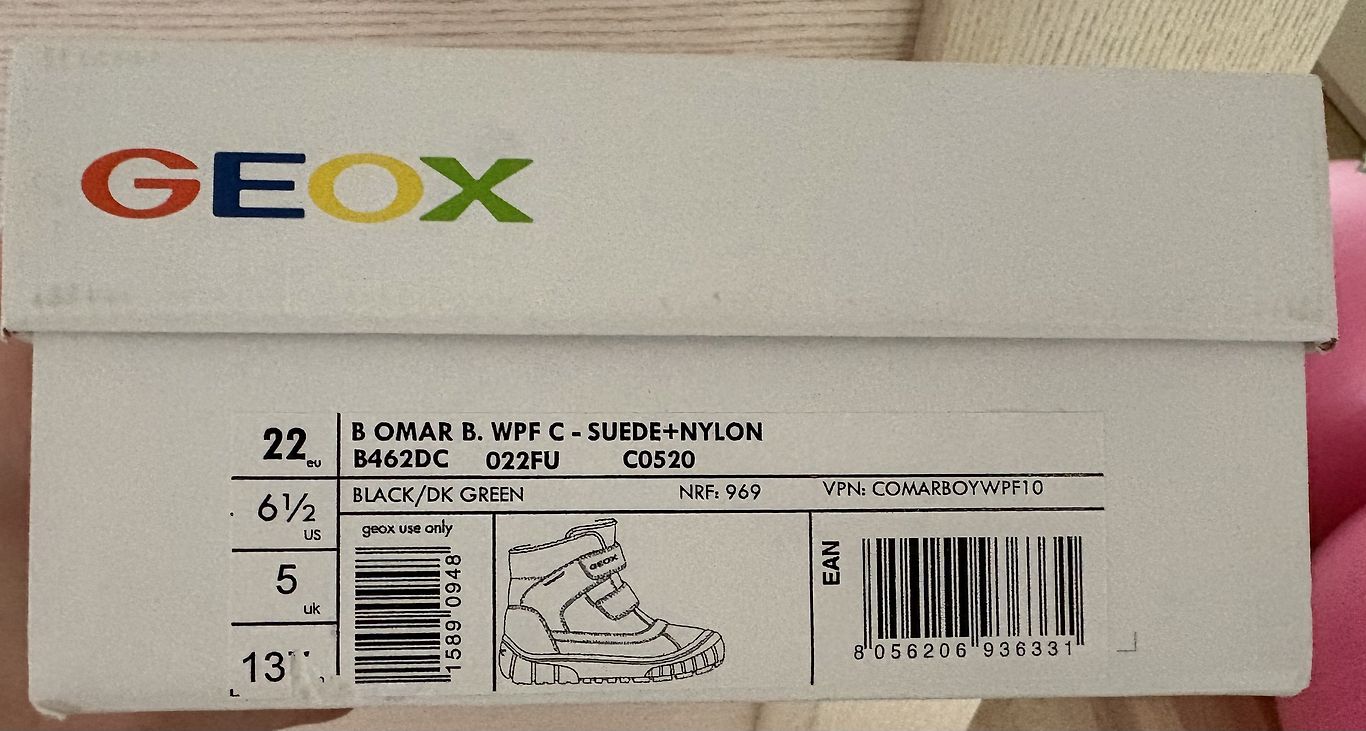 GEOX
22 eu
B OMAR B. WPF C - SUEDE+NYLON
B462DC 022FU C0520
6½ US
BLACK/DK GREEN NRF: 969 VPN: COMARBOYWPF10
geox use only
5 uk
1589 0948
GEOX
EAN
8 056206 936331